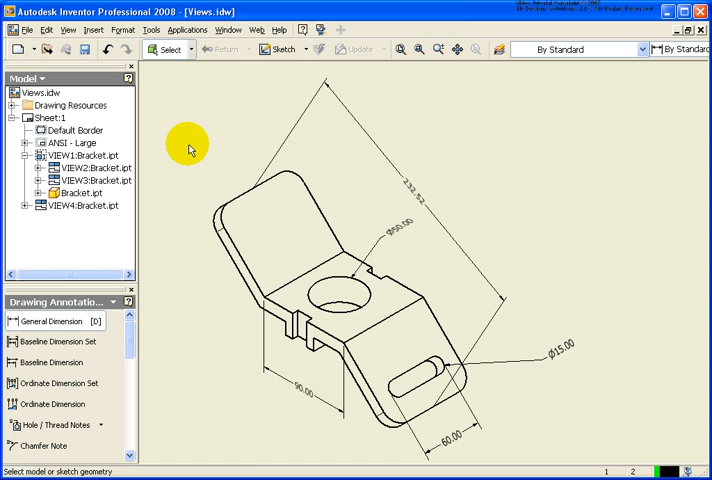 Autodesk Inventor Professional 2008 - [Views.idw]
File Edit View Insert Format Tools Applications Window Web Help
Select Return Sketch Update By Standard By Standard
Model
Views.idw
Drawing Resources
Sheet:1
Default Border
ANSI - Large
VIEW1:Bracket.ipt
VIEW2:Bracket.ipt
VIEW3:Bracket.ipt
Bracket.ipt
VIEW4:Bracket.ipt
Drawing Annotatio...
General Dimension [D]
Baseline Dimension Set
Baseline Dimension
Ordinate Dimension Set
Ordinate Dimension
Hole / Thread Notes
Chamfer Note
232.52
Ø50.00
Ø15.00
90.00
60.00
Select model or sketch geometry 1 2